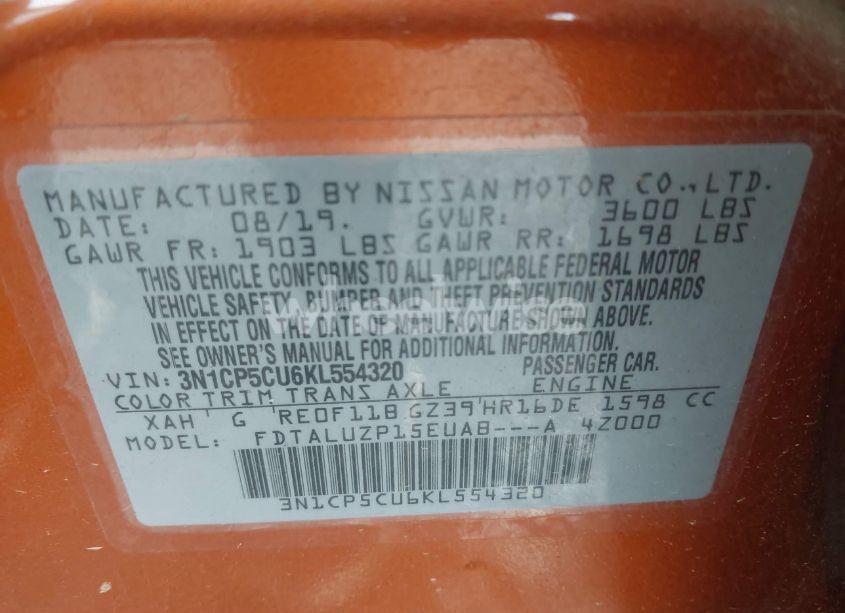 MANUFACTURED BY NISSAN MOTOR CO., LTD.
DATE: 08/19. GVWR: 3600 LBS
GAWR FR: 1903 LBS GAWR RR: 1698 LBS
THIS VEHICLE CONFORMS TO ALL APPLICABLE FEDERAL MOTOR
VEHICLE SAFETY, BUMPER AND THEFT PREVENTION STANDARDS
IN EFFECT ON THE DATE OF MANUFACTURE SHOWN ABOVE.
SEE OWNER'S MANUAL FOR ADDITIONAL INFORMATION.
VIN: 3N1CP5CU6KL554320 PASSENGER CAR.
COLOR TRIM TRANS AXLE ENGINE
XAH ' G ' RE0F11B GZ39'HR16DE 1598 CC
MODEL: FDTALUZP15EUAB---A 4Z000
3N1CP5CU6KL554320
wheelwise